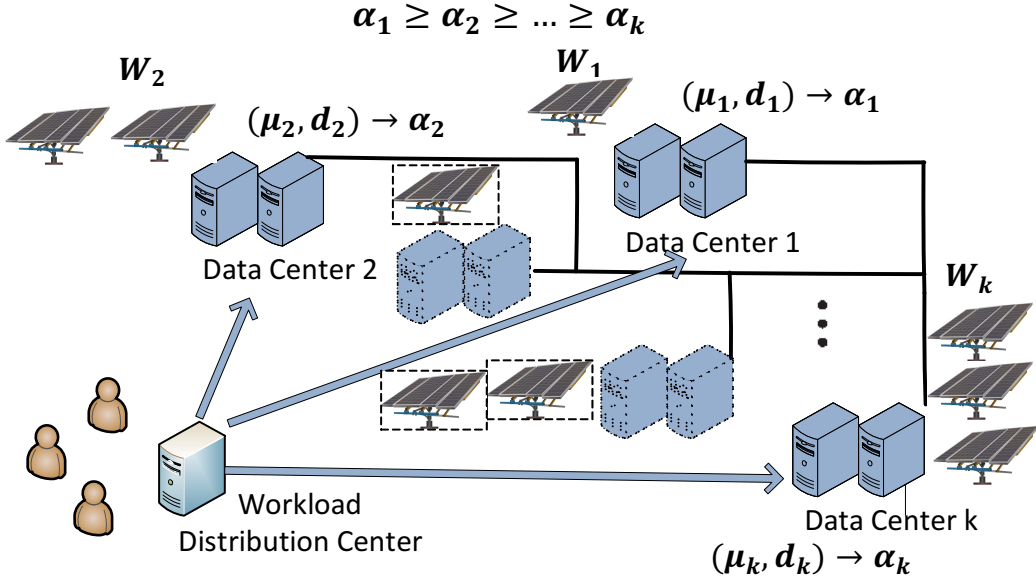 α₁ ≥ α₂ ≥ ... ≥ αₖ
W₂
W₁
(μ₂, d₂) → α₂
(μ₁, d₁) → α₁
Data Center 2
Data Center 1
Wₖ
Workload
Distribution Center
Data Center k
(μₖ, dₖ) → αₖ